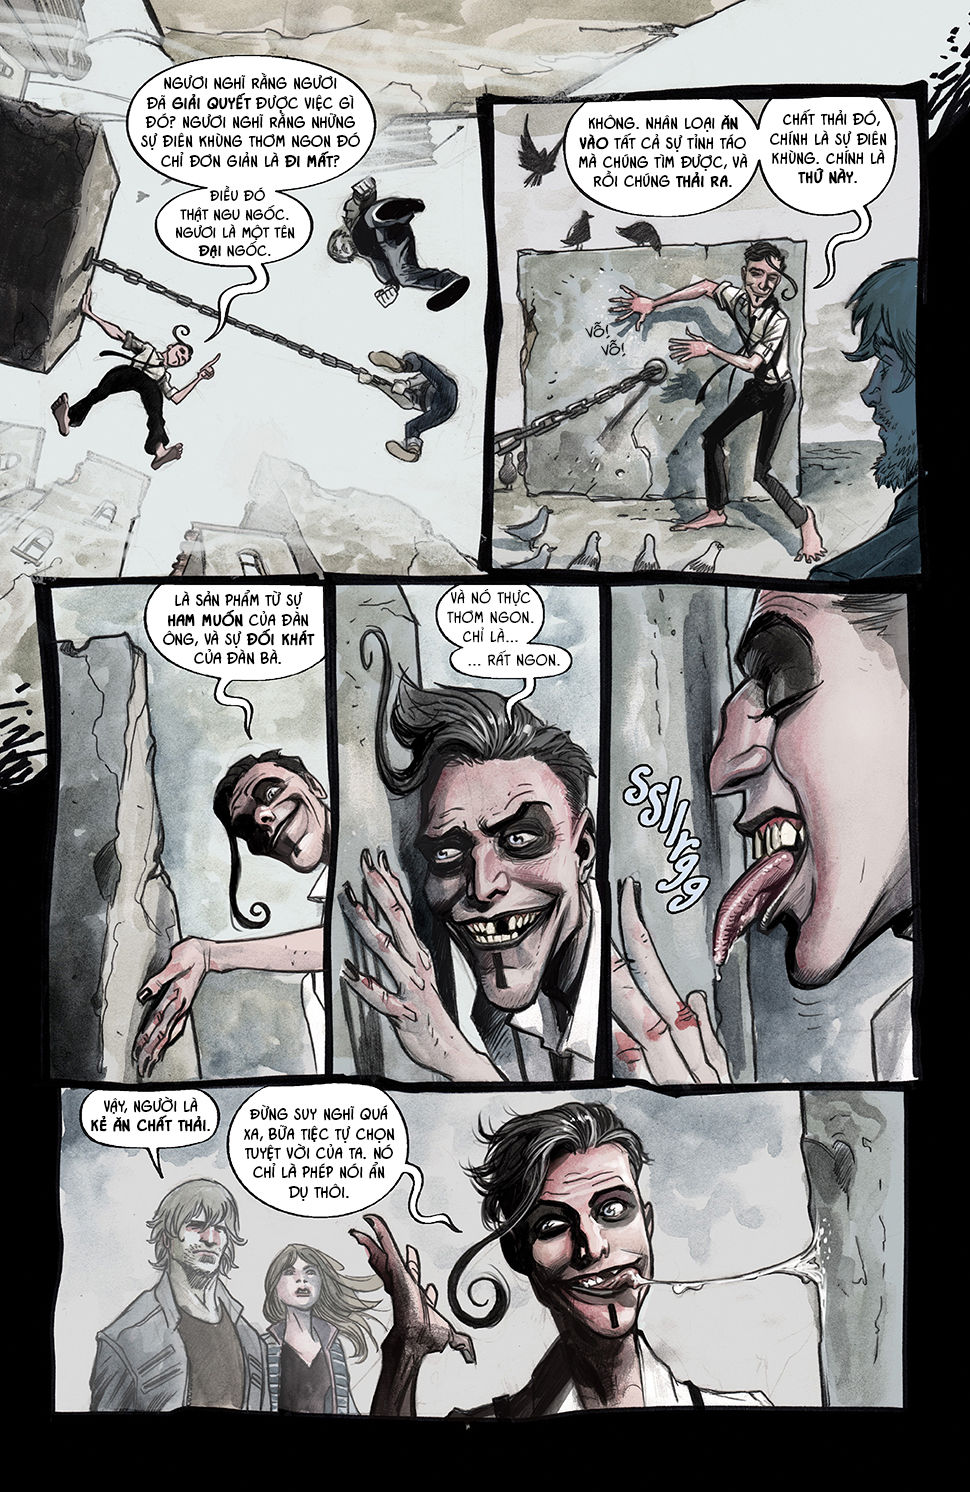 NGƯƠI NGHĨ RẰNG NGƯƠI
ĐÃ GIẢI QUYẾT ĐƯỢC VIỆC GÌ
ĐÓ? NGƯƠI NGHĨ RẰNG NHỮNG
SỰ ĐIÊN KHÙNG THƠM NGON ĐÓ
CHỈ ĐƠN GIẢN LÀ ĐI MẤT?
ĐIỀU ĐÓ
THẬT NGU NGỐC.
NGƯƠI LÀ MỘT TÊN
ĐẠI NGỐC.
KHÔNG. NHÂN LOẠI ĂN
VÀO TẤT CẢ SỰ TỈNH TÁO
MÀ CHÚNG TÌM ĐƯỢC, VÀ
RỒI CHÚNG THẢI RA.
CHẤT THẢI ĐÓ,
CHÍNH LÀ SỰ ĐIÊN
KHÙNG. CHÍNH LÀ
THỨ NÀY.
VỖ!
VỖ!
LÀ SẢN PHẨM TỪ SỰ
HAM MUỐN CỦA ĐÀN
ÔNG, VÀ SỰ ĐÓI KHÁT
CỦA ĐÀN BÀ.
VÀ NÓ THỰC
THƠM NGON.
CHỈ LÀ...
... RẤT NGON.
SSLLRGG
VẬY, NGƯỜI LÀ
KẺ ĂN CHẤT THẢI.
ĐỪNG SUY NGHĨ QUÁ
XA, BỮA TIỆC TỰ CHỌN
TUYỆT VỜI CỦA TA. NÓ
CHỈ LÀ PHÉP NÓI ẨN
DỤ THÔI.